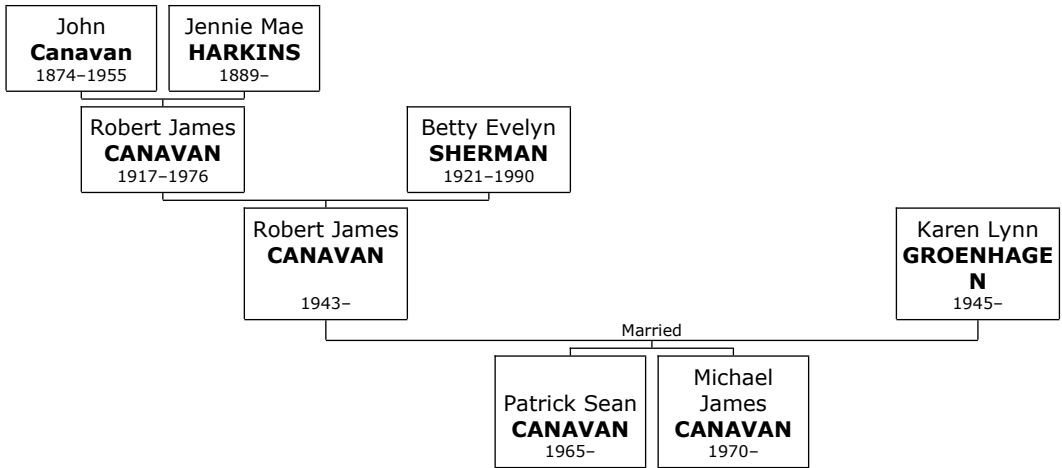 John
Canavan
1874–1955
Jennie Mae
HARKINS
1889–
Robert James
CANAVAN
1917–1976
Betty Evelyn
SHERMAN
1921–1990
Robert James
CANAVAN
1943–
Karen Lynn
GROENHAGE
N
1945–
Married
Patrick Sean
CANAVAN
1965–
Michael
James
CANAVAN
1970–